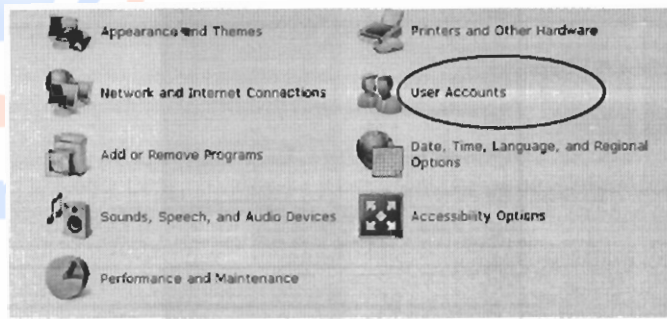 Appearance and Themes
Printers and Other Hardware
Network and Internet Connections
User Accounts
Add or Remove Programs
Date, Time, Language, and Regional
Options
Sounds, Speech, and Audio Devices
Accessibility Options
Performance and Maintenance